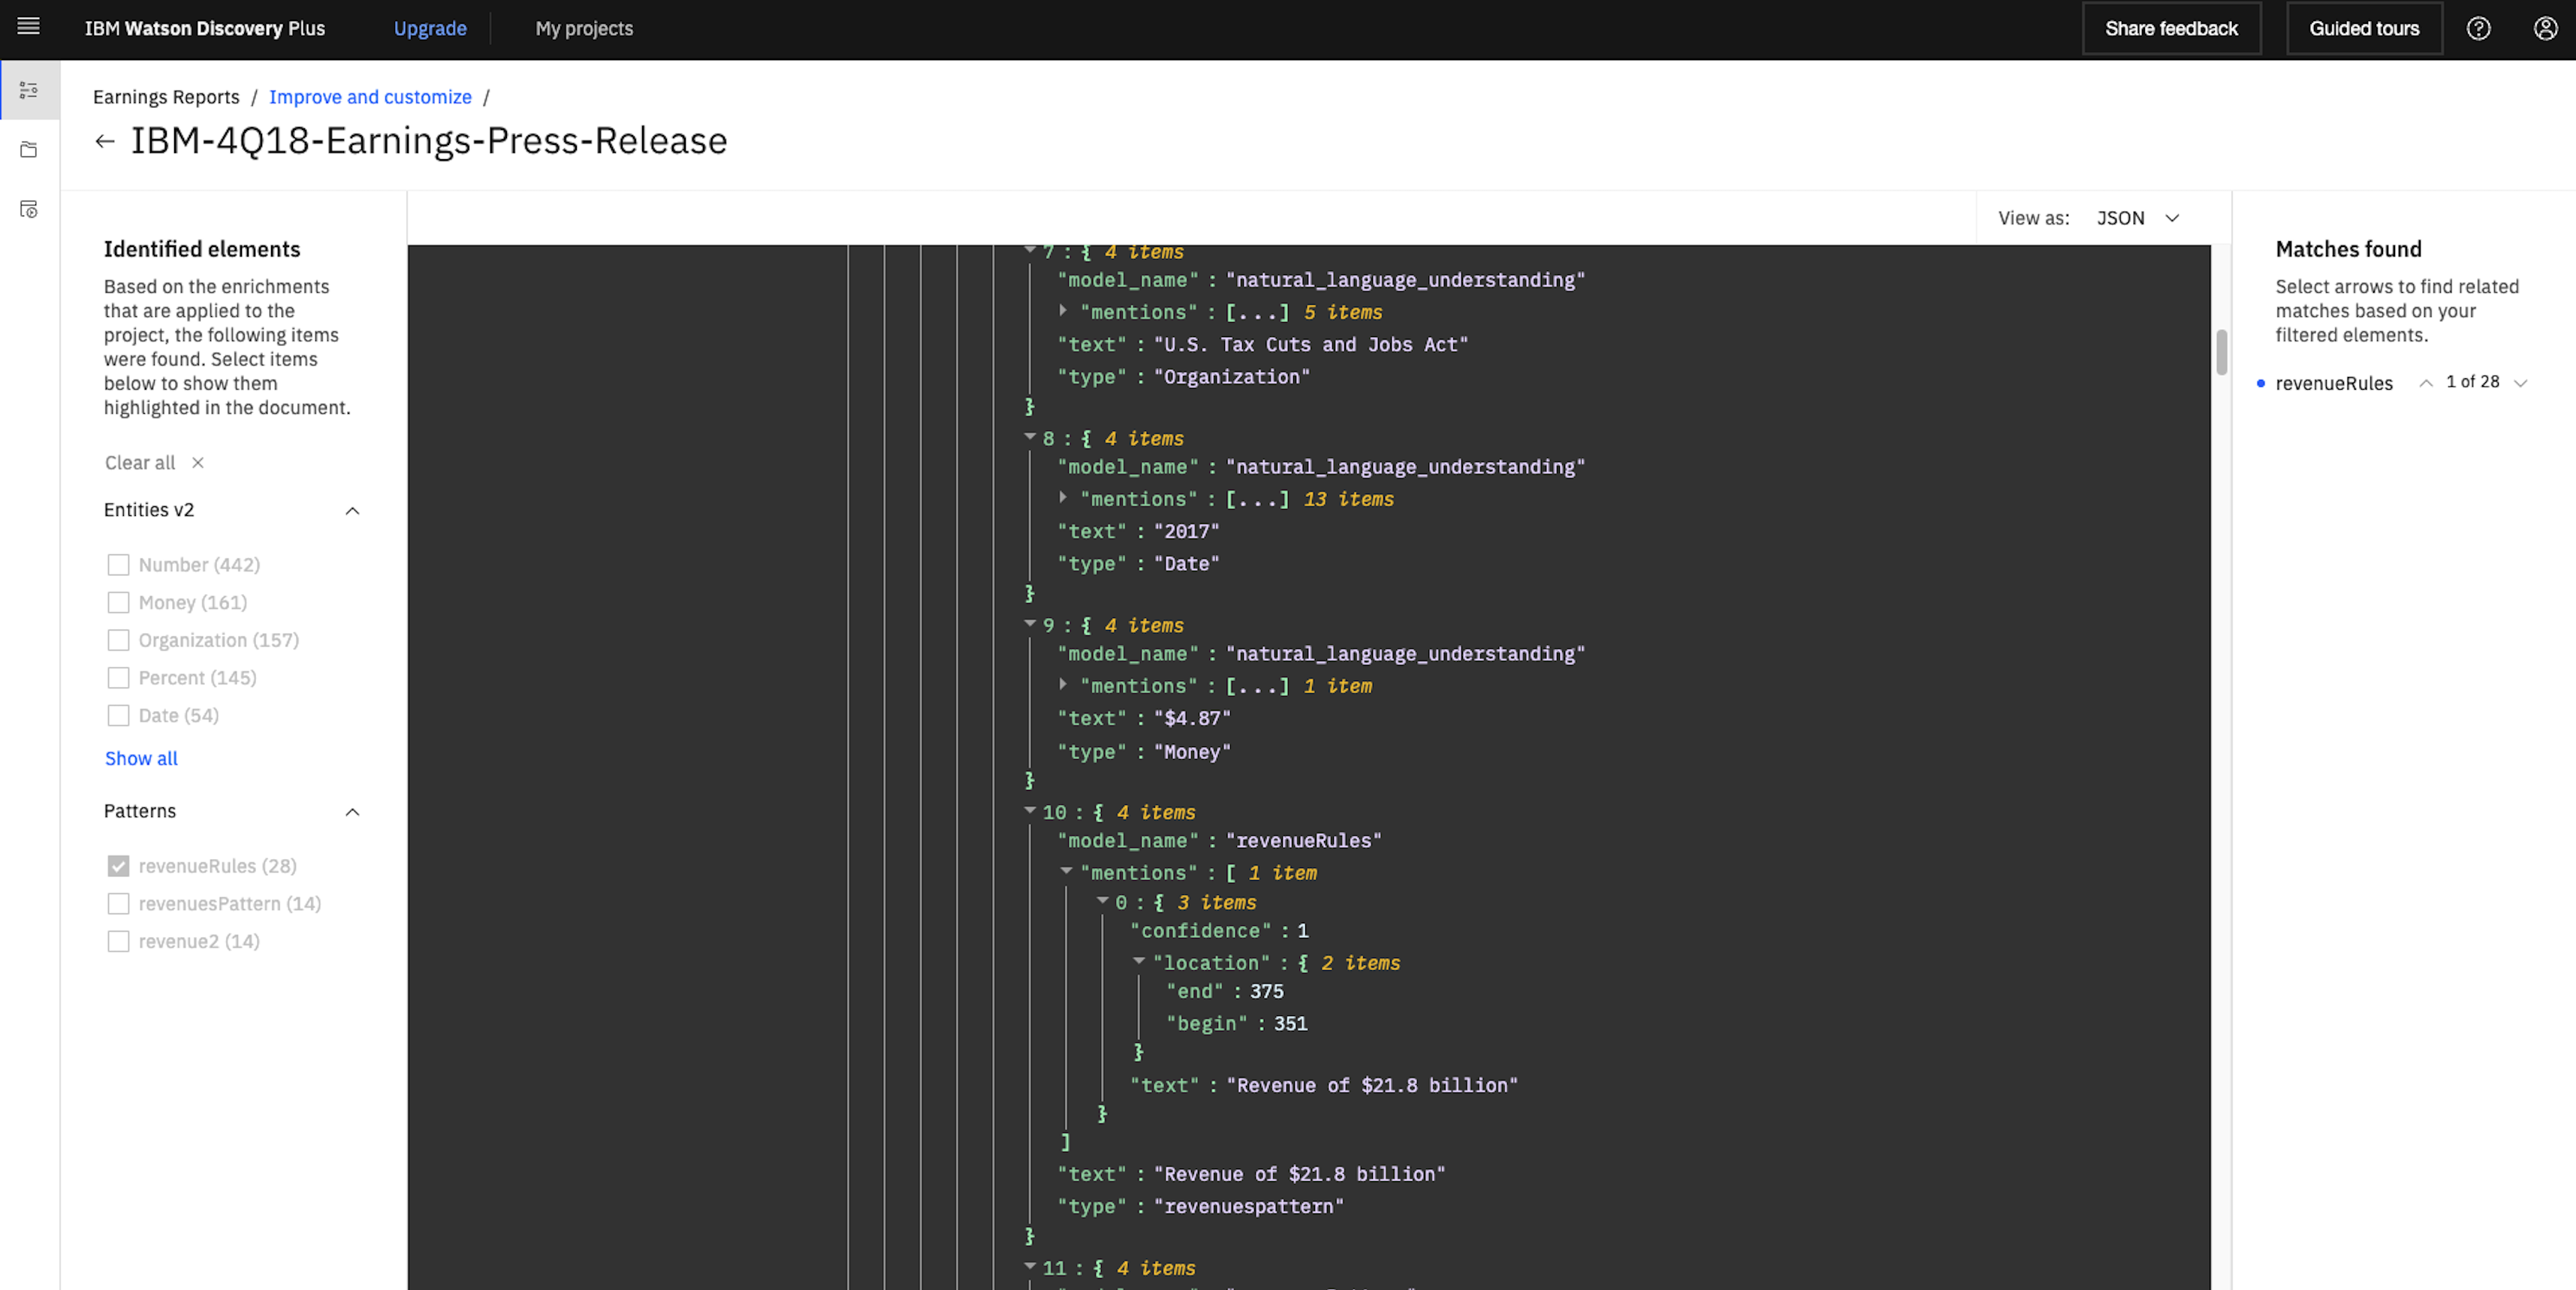 IBM Watson Discovery Plus
Upgrade
My projects
Share feedback
Guided tours
Earnings Reports / Improve and customize /
← IBM-4Q18-Earnings-Press-Release
Identified elements
Based on the enrichments
that are applied to the
project, the following items
were found. Select items
below to show them
highlighted in the document.
Clear all ×
Entities v2
Number (442)
Money (161)
Organization (157)
Percent (145)
Date (54)
Show all
Patterns
revenueRules (28)
revenuesPattern (14)
revenue2 (14)
View as: JSON
7 : { 4 items
"model_name" : "natural_language_understanding"
"mentions" : [...] 5 items
"text" : "U.S. Tax Cuts and Jobs Act"
"type" : "Organization"
}
8 : { 4 items
"model_name" : "natural_language_understanding"
"mentions" : [...] 13 items
"text" : "2017"
"type" : "Date"
}
9 : { 4 items
"model_name" : "natural_language_understanding"
"mentions" : [...] 1 item
"text" : "$4.87"
"type" : "Money"
}
10 : { 4 items
"model_name" : "revenueRules"
"mentions" : [ 1 item
0 : { 3 items
"confidence" : 1
"location" : { 2 items
"end" : 375
"begin" : 351
}
"text" : "Revenue of $21.8 billion"
}
]
"text" : "Revenue of $21.8 billion"
"type" : "revenuespattern"
}
11 : { 4 items
Matches found
Select arrows to find related
matches based on your
filtered elements.
revenueRules 1 of 28